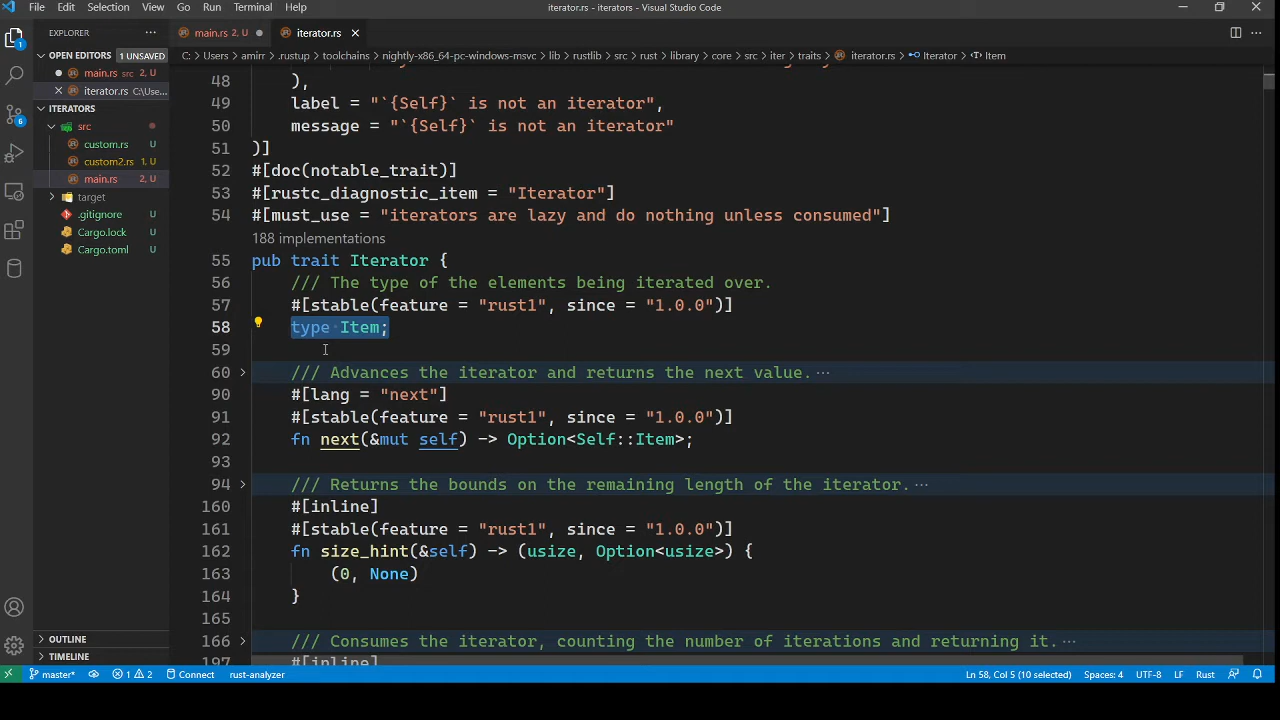 File Edit Selection View Go Run Terminal Help
iterator.rs - iterators - Visual Studio Code
EXPLORER
OPEN EDITORS 1 UNSAVED
main.rs src 2, U
iterator.rs C:\Use...
ITERATORS
src
custom.rs U
custom2.rs 1, U
main.rs 2, U
target
.gitignore U
Cargo.lock U
Cargo.toml U
OUTLINE
TIMELINE
main.rs 2, U
iterator.rs
C: > Users > amirr > .rustup > toolchains > nightly-x86_64-pc-windows-msvc > lib > rustlib > src > rust > library > core > src > iter > traits > iterator.rs > Iterator > Item
48 ),
49 label = "`{Self}` is not an iterator",
50 message = "`{Self}` is not an iterator"
51 )]
52 #[doc(notable_trait)]
53 #[rustc_diagnostic_item = "Iterator"]
54 #[must_use = "iterators are lazy and do nothing unless consumed"]
188 implementations
55 pub trait Iterator {
56 /// The type of the elements being iterated over.
57 #[stable(feature = "rust1", since = "1.0.0")]
58 type Item;
59
60 /// Advances the iterator and returns the next value. ...
90 #[lang = "next"]
91 #[stable(feature = "rust1", since = "1.0.0")]
92 fn next(&mut self) -> Option<Self::Item>;
93
94 /// Returns the bounds on the remaining length of the iterator. ...
160 #[inline]
161 #[stable(feature = "rust1", since = "1.0.0")]
162 fn size_hint(&self) -> (usize, Option<usize>) {
163 (0, None)
164 }
165
166 /// Consumes the iterator, counting the number of iterations and returning it. ...
197 #[inline]
master* 1 2 Connect rust-analyzer Ln 58, Col 5 (10 selected) Spaces: 4 UTF-8 LF Rust